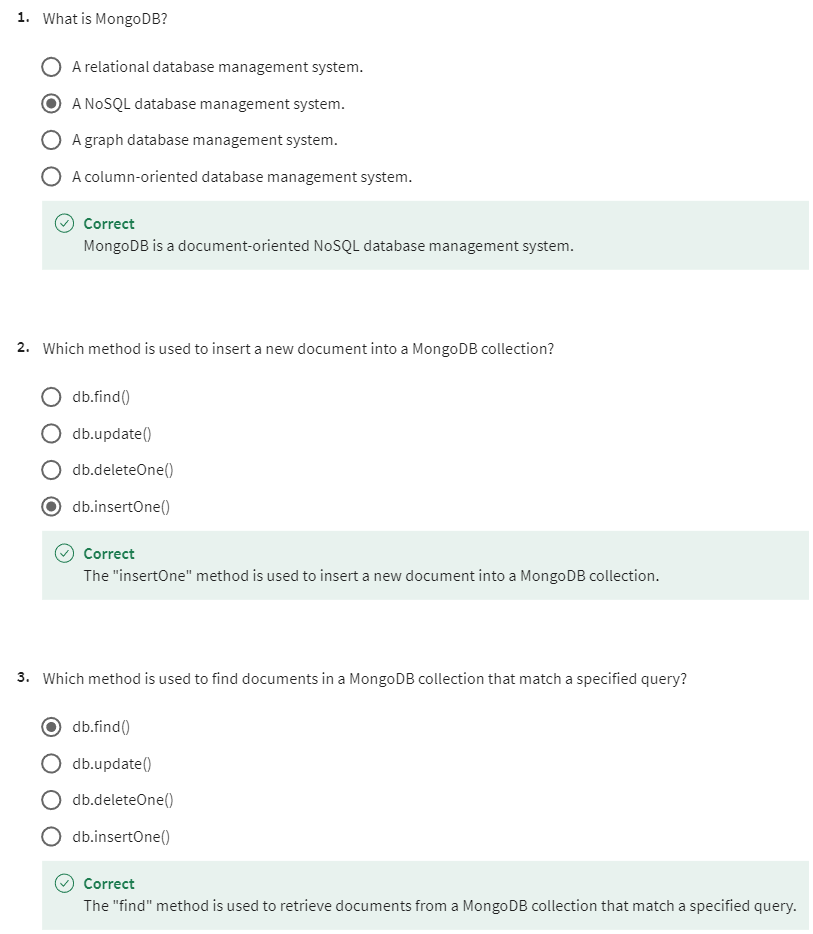 1. What is MongoDB?
A relational database management system.
A NoSQL database management system.
A graph database management system.
A column-oriented database management system.
Correct
MongoDB is a document-oriented NoSQL database management system.
2. Which method is used to insert a new document into a MongoDB collection?
db.find()
db.update()
db.deleteOne()
db.insertOne()
Correct
The "insertOne" method is used to insert a new document into a MongoDB collection.
3. Which method is used to find documents in a MongoDB collection that match a specified query?
db.find()
db.update()
db.deleteOne()
db.insertOne()
Correct
The "find" method is used to retrieve documents from a MongoDB collection that match a specified query.